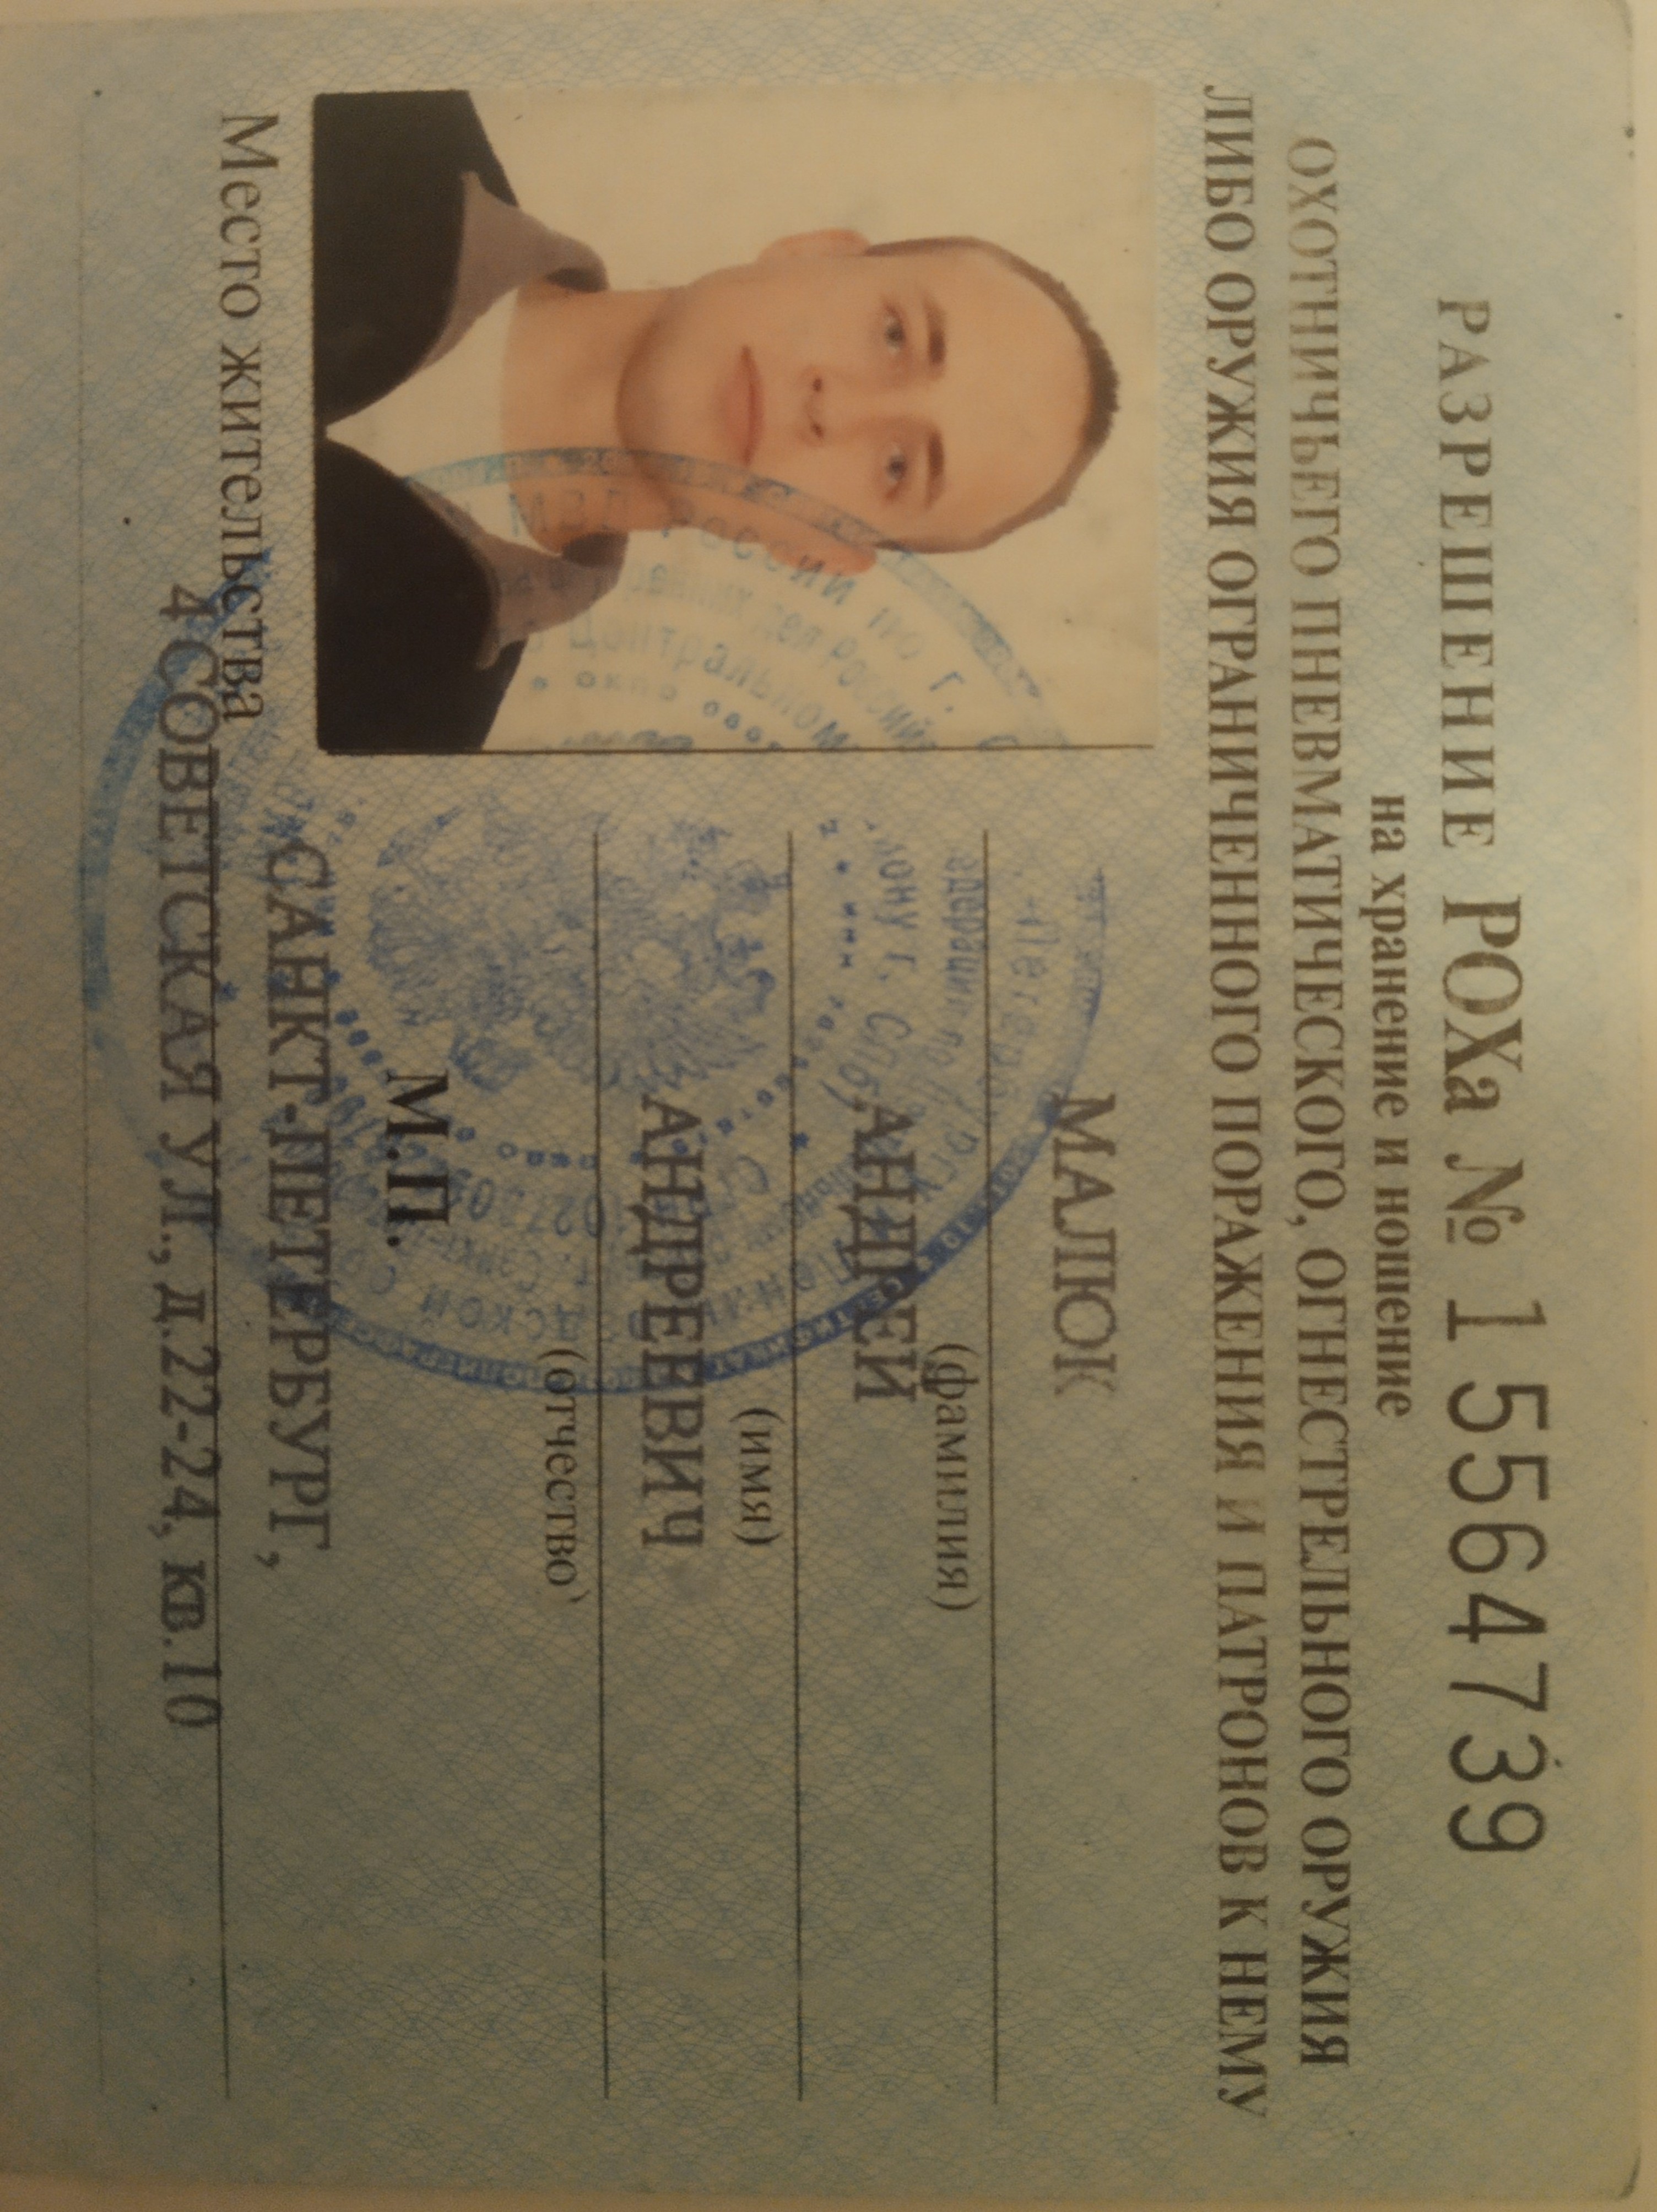 РАЗРЕШЕНИЕ РОХа № 15564739
на хранение и ношение
ОХОТНИЧЬЕГО ПНЕВМАТИЧЕСКОГО, ОГНЕСТРЕЛЬНОГО ОРУЖИЯ
ЛИБО ОРУЖИЯ ОГРАНИЧЕННОГО ПОРАЖЕНИЯ И ПАТРОНОВ К НЕМУ
МАЛЮК
(фамилия)
АНДРЕЙ
(имя)
АНДРЕЕВИЧ
(отчество)
М.П.
Место жительства САНКТ-ПЕТЕРБУРГ,
4 СОВЕТСКАЯ УЛ., д.22-24, кв.10